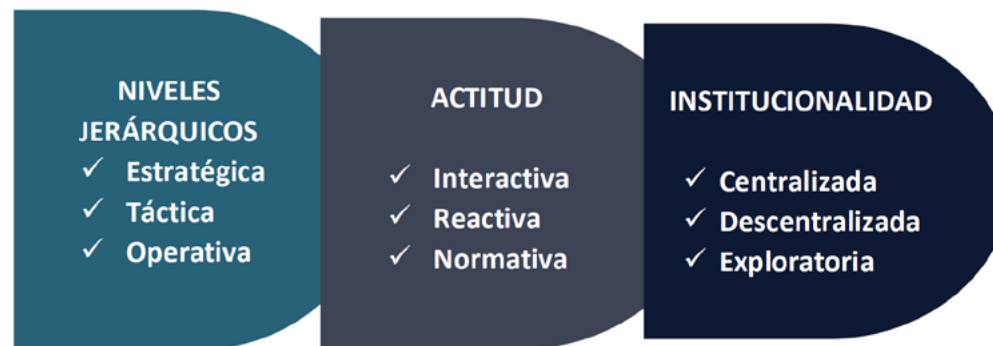 NIVELES
JERÁRQUICOS
✓ Estratégica
✓ Táctica
✓ Operativa
ACTITUD
✓ Interactiva
✓ Reactiva
✓ Normativa
INSTITUCIONALIDAD
✓ Centralizada
✓ Descentralizada
✓ Exploratoria